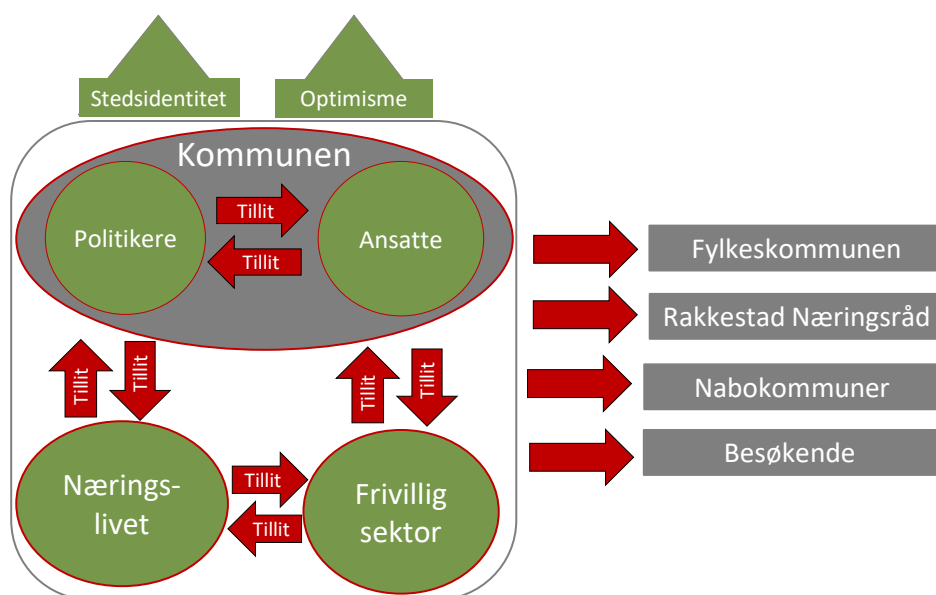 Stedsidentitet
Optimisme
Kommunen
Politikere
Tillit
Tillit
Ansatte
Tillit
Tillit
Tillit
Tillit
Nærings-
livet
Tillit
Tillit
Frivillig
sektor
Fylkeskommunen
Rakkestad Næringsråd
Nabokommuner
Besøkende